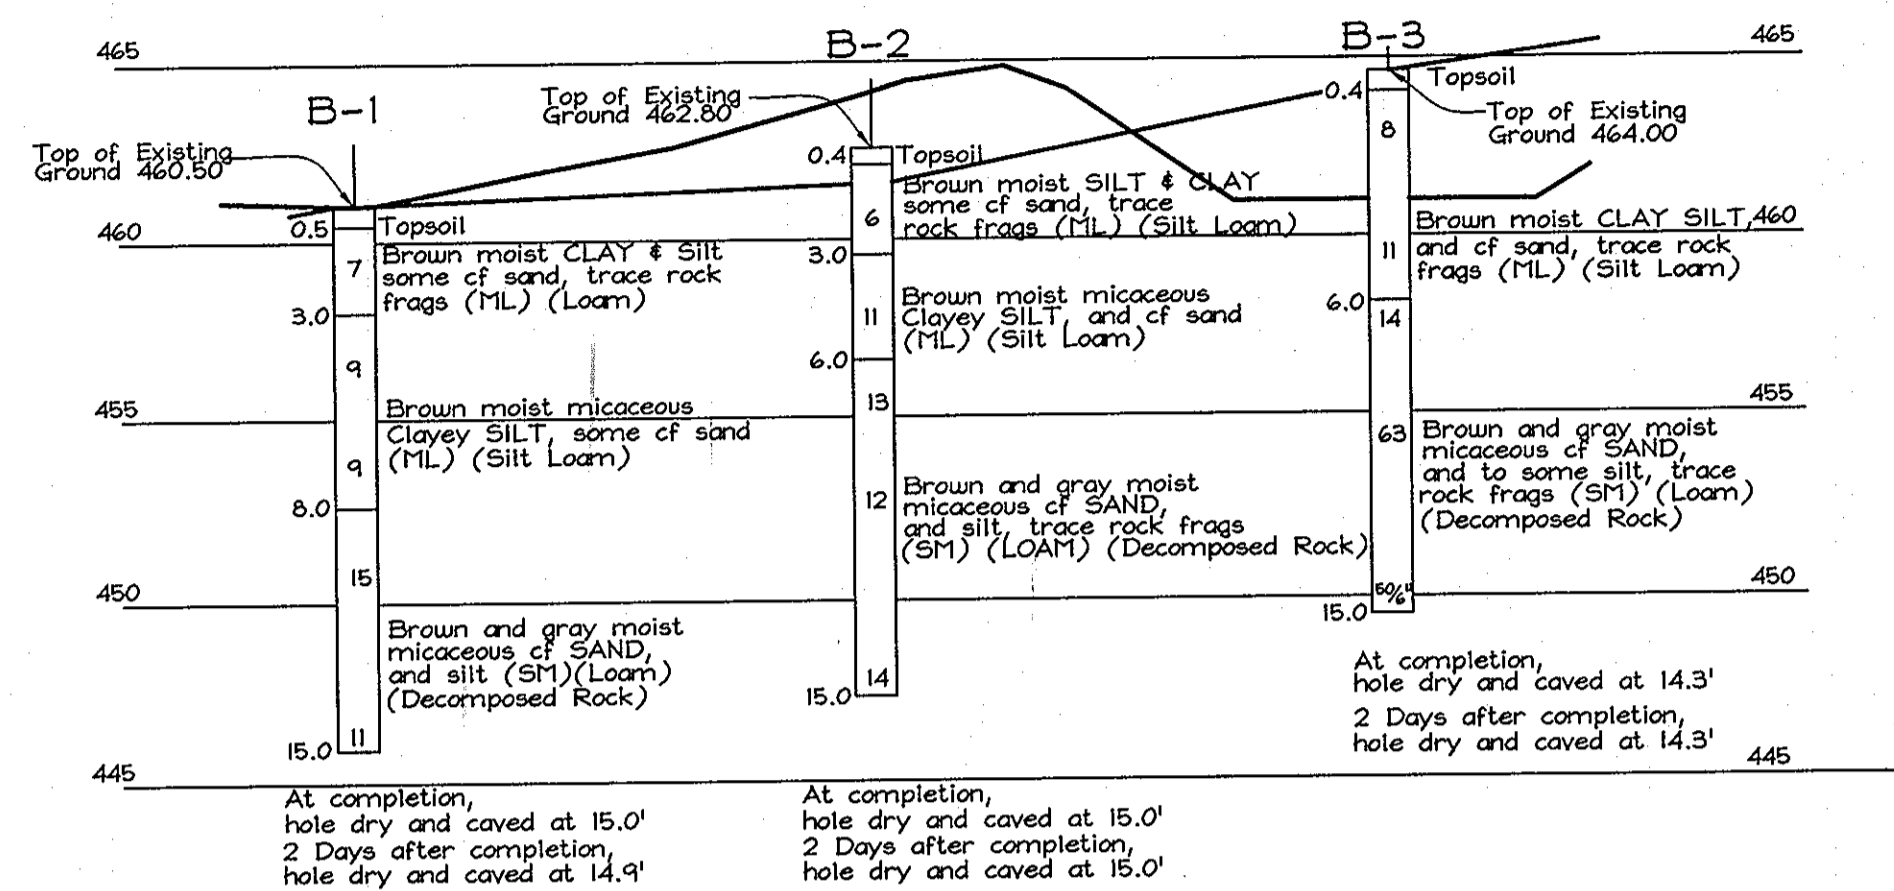 465
B-2
B-3
465
B-1
Top of Existing
Ground 462.80
Topsoil
0.4
Top of Existing
Ground 464.00
8
Top of Existing
Ground 460.50
0.4
Topsoil
Brown moist SILT & CLAY
some cf sand, trace
rock frags (ML) (Silt Loam)
6
0.5
Topsoil
460
Brown moist CLAY & Silt
some cf sand, trace rock
frags (ML) (Loam)
7
3.0
3.0
Brown moist CLAY SILT,
and cf sand, trace rock
frags (ML) (Silt Loam)
460
11
6.0
14
Brown moist micaceous
Clayey SILT, and cf sand
(ML) (Silt Loam)
11
6.0
9
13
455
455
Brown moist micaceous
Clayey SILT, some cf sand
(ML) (Silt Loam)
9
8.0
63
Brown and gray moist
micaceous cf SAND,
and to some silt, trace
rock frags (SM) (Loam)
(Decomposed Rock)
12
Brown and gray moist
micaceous cf SAND,
and silt, trace rock frags
(SM) (LOAM) (Decomposed Rock)
15
450
450
50/6"
15.0
Brown and gray moist
micaceous cf SAND,
and silt (SM)(Loam)
(Decomposed Rock)
14
15.0
11
15.0
At completion,
hole dry and caved at 14.3'
2 Days after completion,
hole dry and caved at 14.3'
445
445
At completion,
hole dry and caved at 15.0'
2 Days after completion,
hole dry and caved at 14.9'
At completion,
hole dry and caved at 15.0'
2 Days after completion,
hole dry and caved at 15.0'